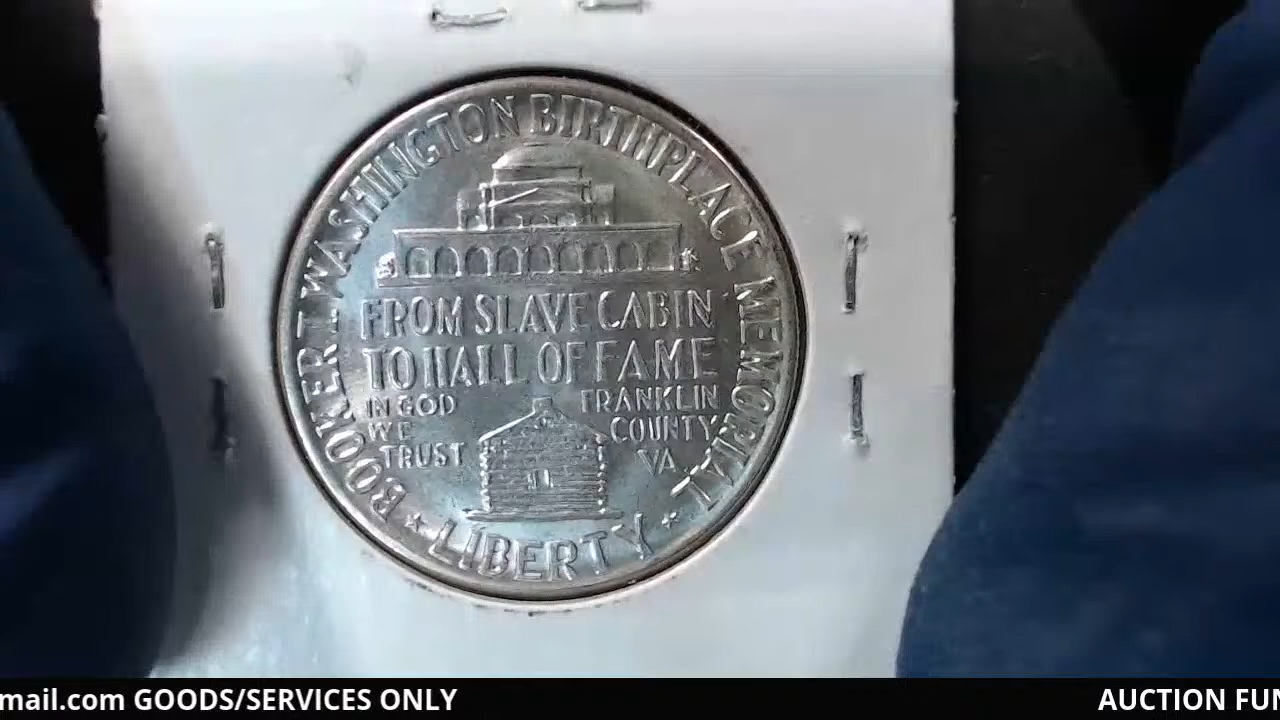 BOOKER T. WASHINGTON BIRTHPLACE MEMORIAL
FROM SLAVE CABIN
TO HALL OF FAME
IN GOD
WE
TRUST
FRANKLIN
COUNTY
VA.
LIBERTY
mail.com GOODS/SERVICES ONLY
AUCTION FUN